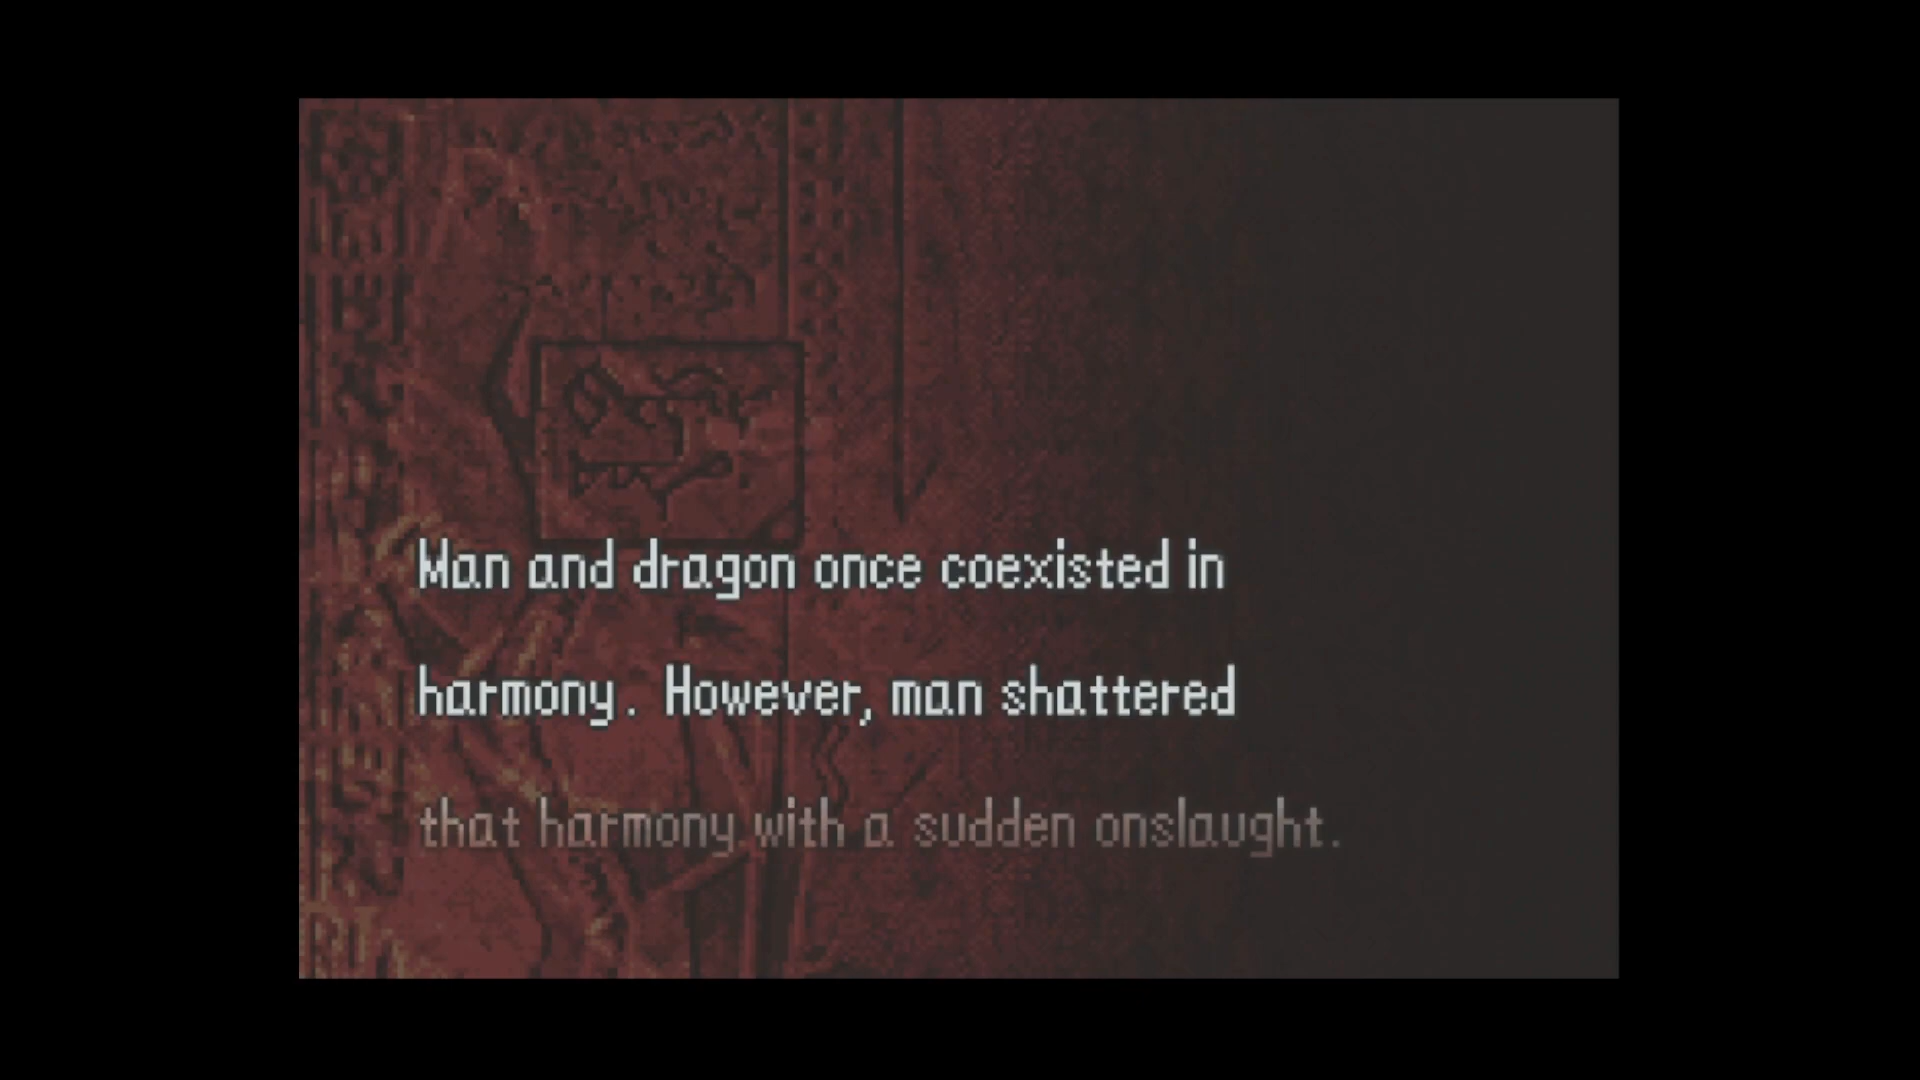 Man and dragon once coexisted in
harmony. However, man shattered
that harmony with a sudden onslaught.